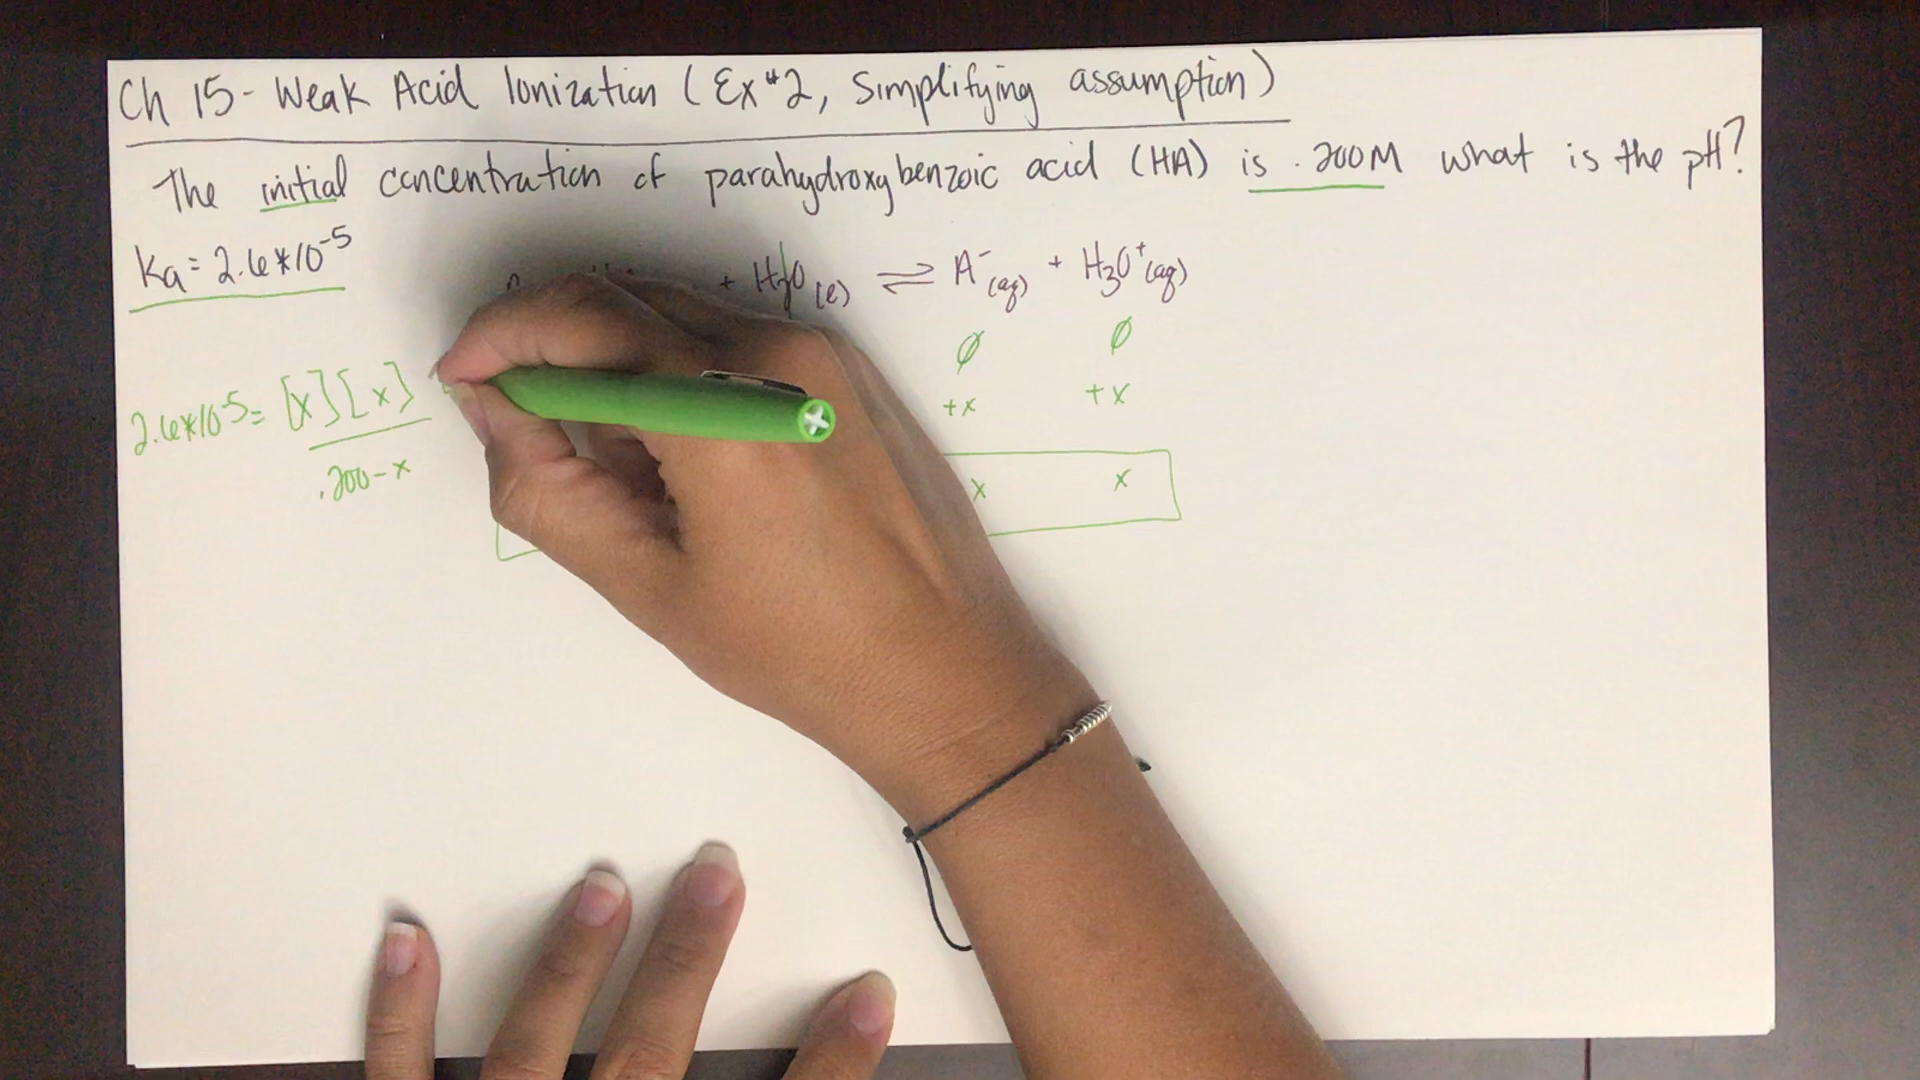 Ch 15 - Weak Acid Ionization (Ex #2, Simplifying assumption)
The initial concentration of parahydroxybenzoic acid (HA) is .200M what is the pH?
Ka = 2.6*10⁻⁵
+ H₂O(l) ⇌ A⁻(aq) + H₃O⁺(aq)
∅ ∅
2.6*10⁻⁵ = [x][x]
+x +x
.200-x
x x